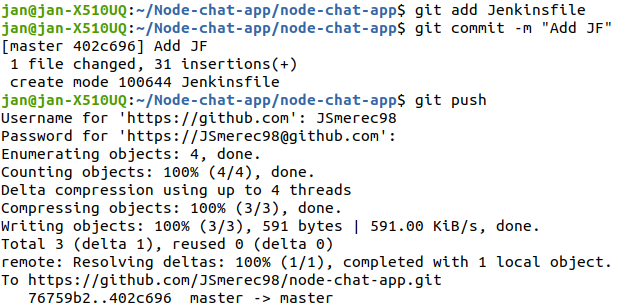 jan@jan-X510UQ:~/Node-chat-app/node-chat-app$ git add Jenkinsfile
jan@jan-X510UQ:~/Node-chat-app/node-chat-app$ git commit -m "Add JF"
[master 402c696] Add JF
 1 file changed, 31 insertions(+)
 create mode 100644 Jenkinsfile
jan@jan-X510UQ:~/Node-chat-app/node-chat-app$ git push
Username for 'https://github.com': JSmerec98
Password for 'https://JSmerec98@github.com':
Enumerating objects: 4, done.
Counting objects: 100% (4/4), done.
Delta compression using up to 4 threads
Compressing objects: 100% (3/3), done.
Writing objects: 100% (3/3), 591 bytes | 591.00 KiB/s, done.
Total 3 (delta 1), reused 0 (delta 0)
remote: Resolving deltas: 100% (1/1), completed with 1 local object.
To https://github.com/JSmerec98/node-chat-app.git
   76759b2..402c696  master -> master